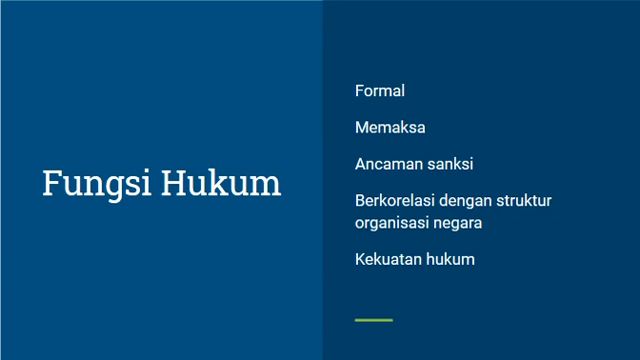 Fungsi Hukum
Formal
Memaksa
Ancaman sanksi
Berkorelasi dengan struktur
organisasi negara
Kekuatan hukum